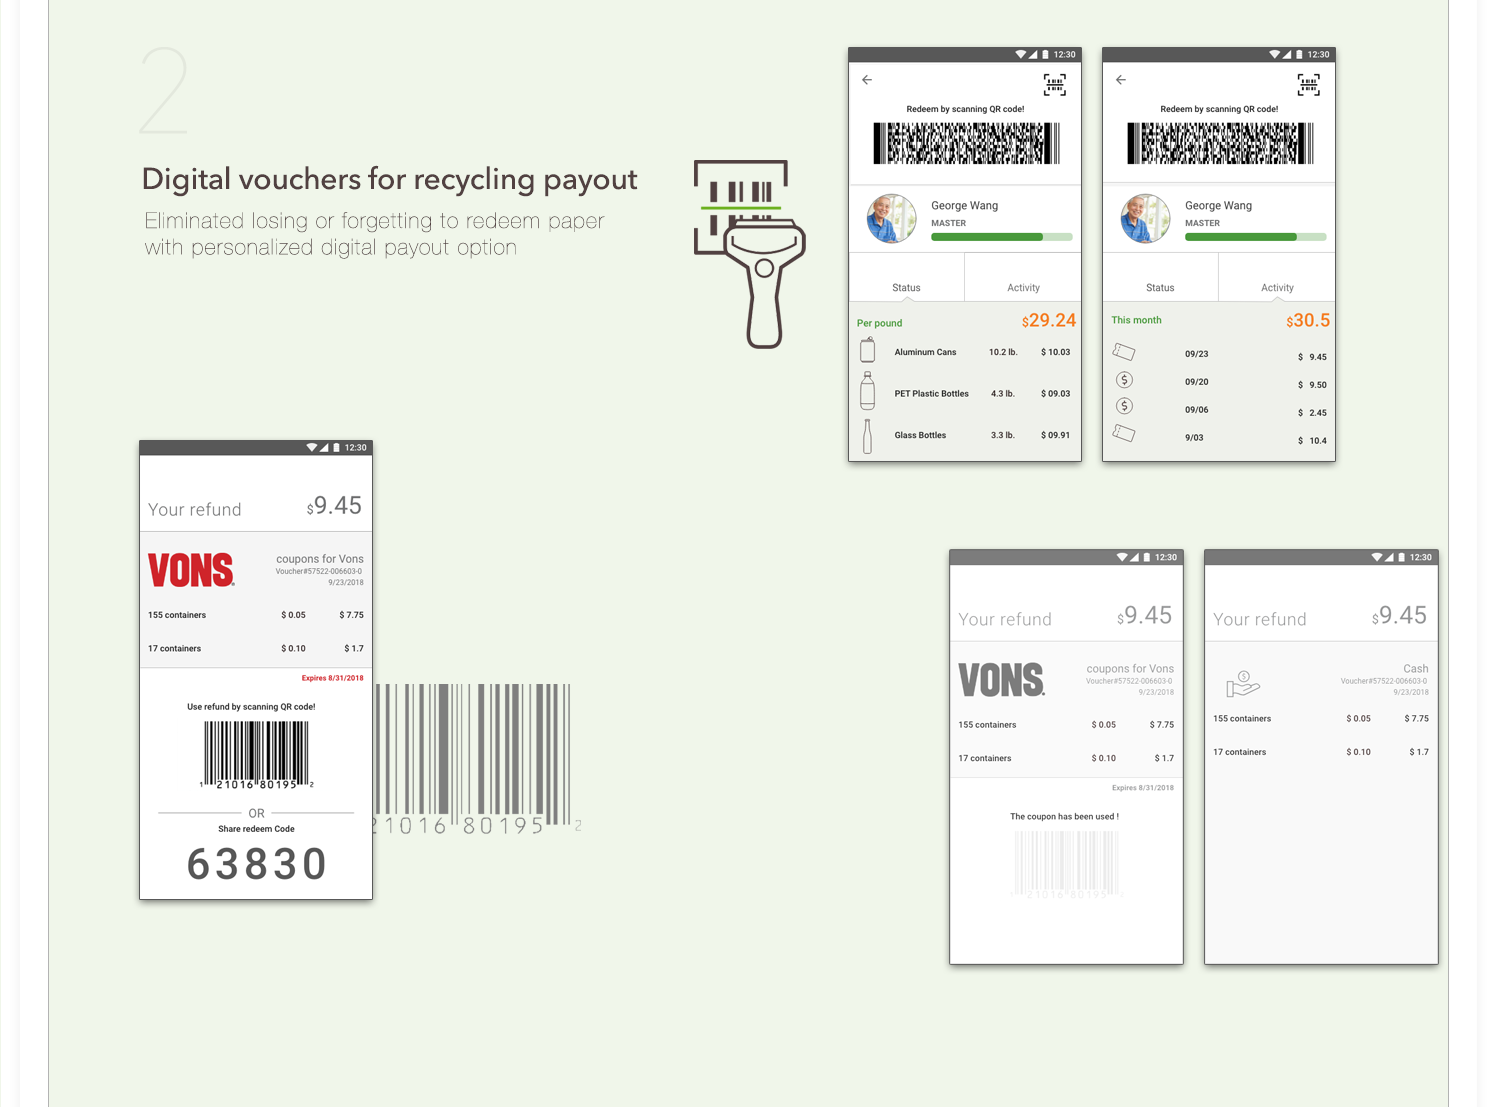 2
Digital vouchers for recycling payout
Eliminated losing or forgetting to redeem paper
with personalized digital payout option
12:30
Redeem by scanning QR code!
George Wang
MASTER
Status Activity
Per pound $29.24
Aluminum Cans 10.2 lb. $ 10.03
PET Plastic Bottles 4.3 lb. $ 09.03
Glass Bottles 3.3 lb. $ 09.91
12:30
Redeem by scanning QR code!
George Wang
MASTER
Status Activity
This month $30.5
09/23 $ 9.45
09/20 $ 9.50
09/06 $ 2.45
9/03 $ 10.4
12:30
Your refund $9.45
VONS.
coupons for Vons
Voucher#57522-006603-0
9/23/2018
155 containers $ 0.05 $ 7.75
17 containers $ 0.10 $ 1.7
Expires 8/31/2018
Use refund by scanning QR code!
1 21016 80195 2
OR
Share redeem Code
63830
21016 80195 2
12:30
Your refund $9.45
VONS.
coupons for Vons
Voucher#57522-006603-0
9/23/2018
155 containers $ 0.05 $ 7.75
17 containers $ 0.10 $ 1.7
Expires 8/31/2018
The coupon has been used !
1 21016 80195 2
12:30
Your refund $9.45
$
Cash
Voucher#57522-006603-0
9/23/2018
155 containers $ 0.05 $ 7.75
17 containers $ 0.10 $ 1.7